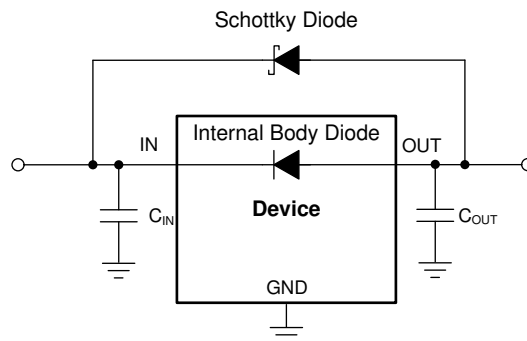 Schottky Diode
Internal Body Diode
IN
OUT
C_IN
Device
C_OUT
GND